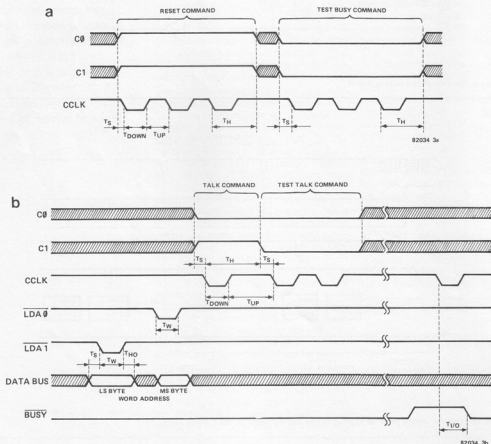 a
RESET COMMAND
TEST BUSY COMMAND
CØ
C1
CCLK
TS
TDOWN
TUP
TH
TS
TH
82034 3a
b
TALK COMMAND
TEST TALK COMMAND
CØ
C1
TS
TH
TS
CCLK
TDOWN
TUP
LDA Ø
TW
LDA 1
TS
TW
THO
DATA BUS
LS BYTE
MS BYTE
WORD ADDRESS
BUSY
TI/O
82034 3b